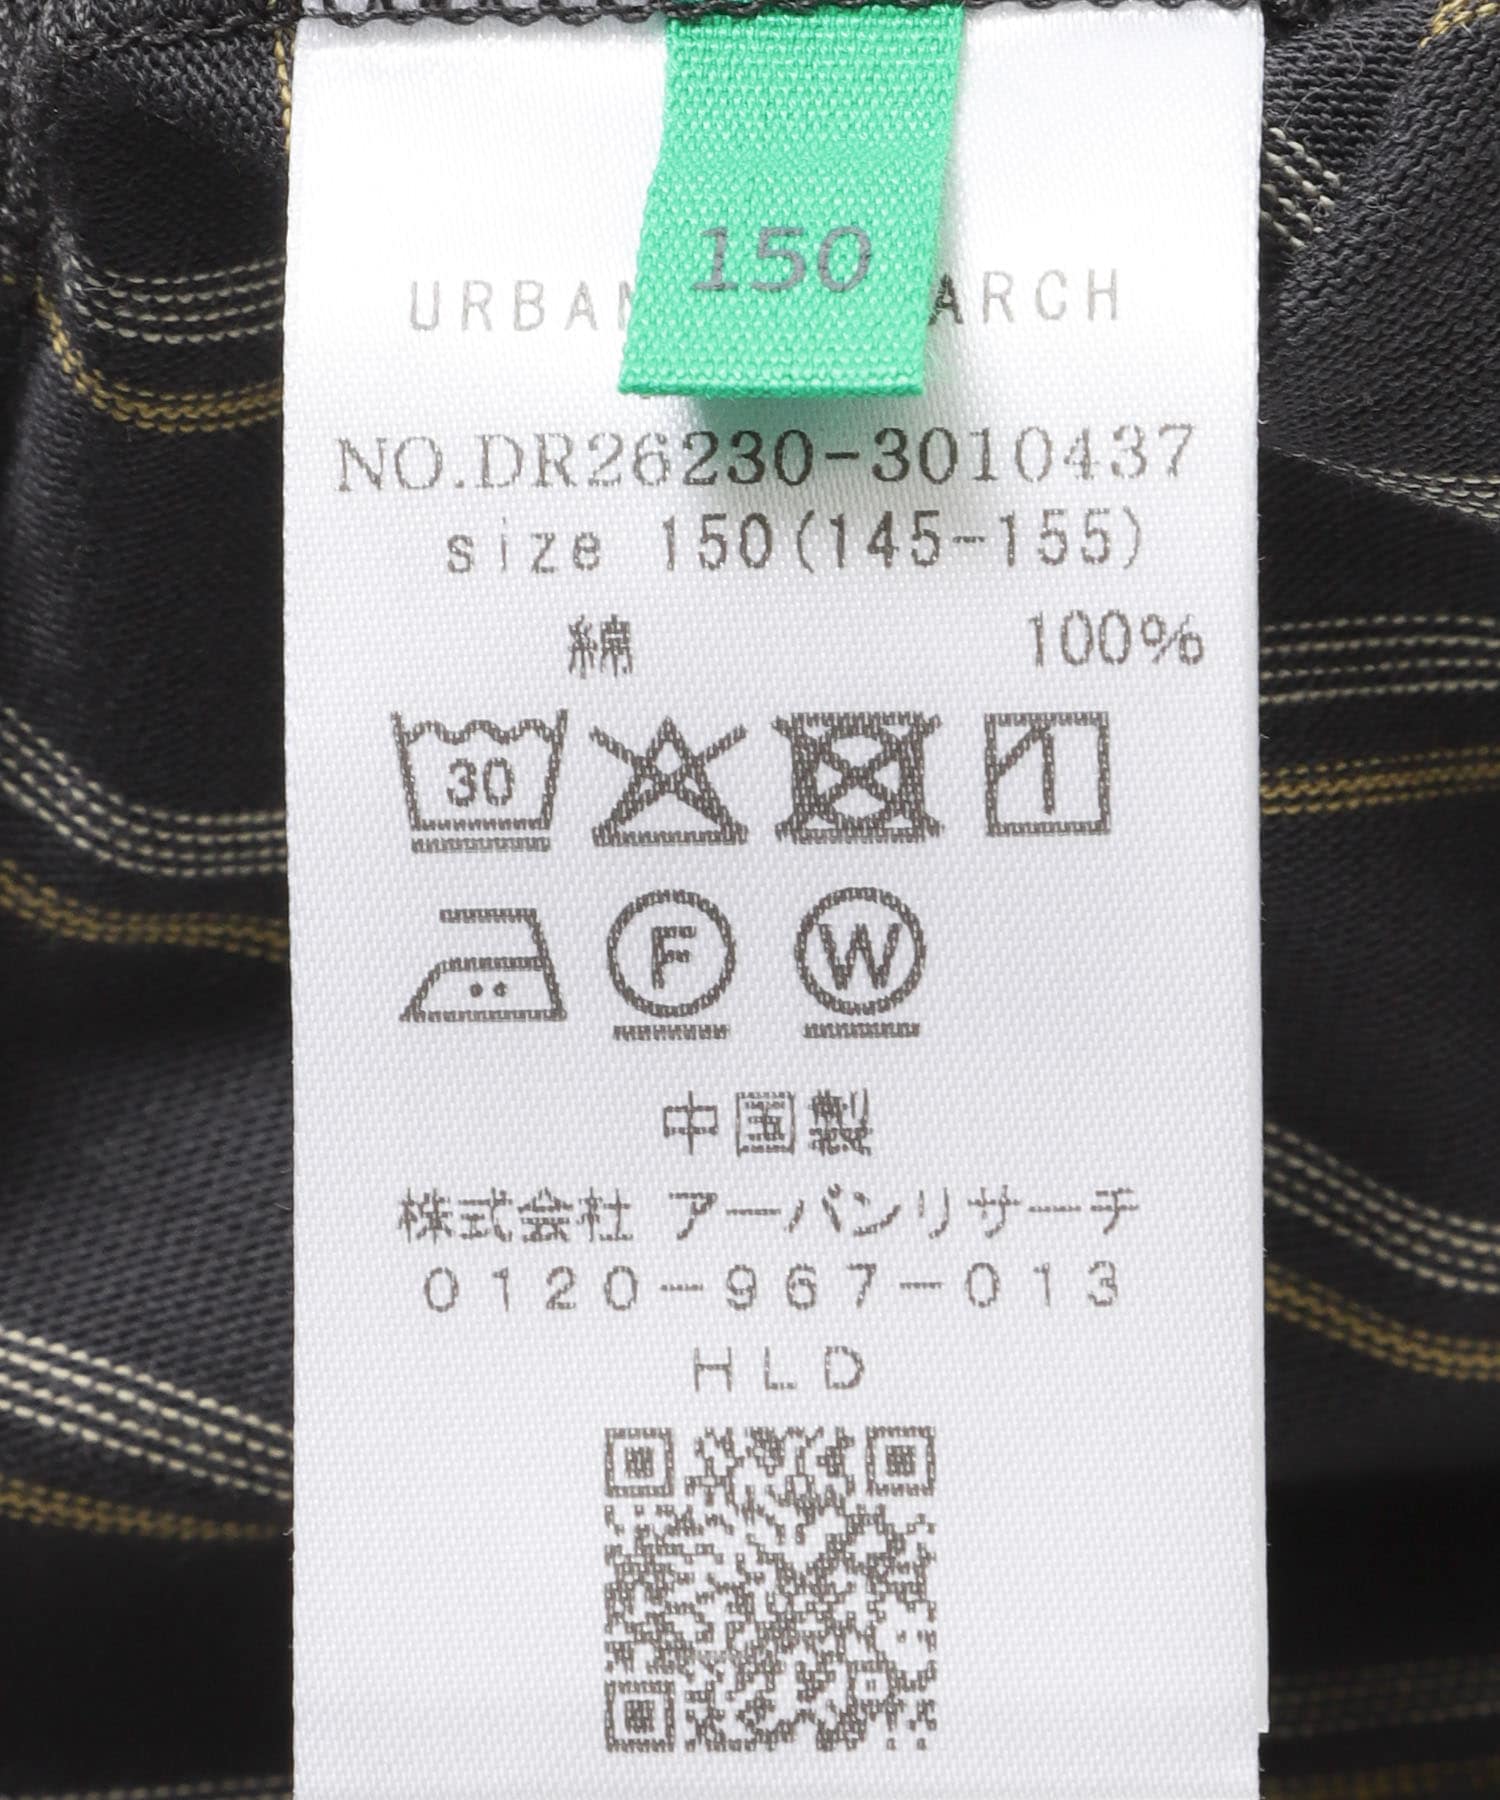 150
URBAN ARCH
NO.DR26230-3010437
size 150(145-155)
綿 100%
30
F W
中国製
株式会社 アーバンリサーチ
0120-967-013
HLD